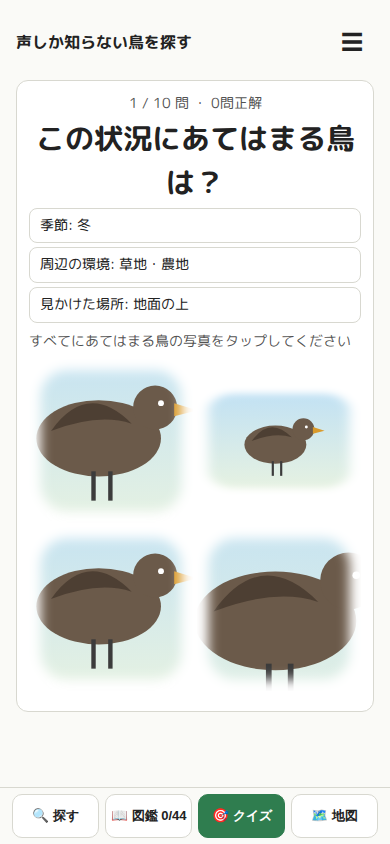 声しか知らない鳥を探す
☰
1 / 10 問 · 0問正解
この状況にあてはまる鳥
は？
季節: 冬
周辺の環境: 草地・農地
見かけた場所: 地面の上
すべてにあてはまる鳥の写真をタップしてください
🔍 探す
📖 図鑑 0/44
🎯 クイズ
🗺️ 地図